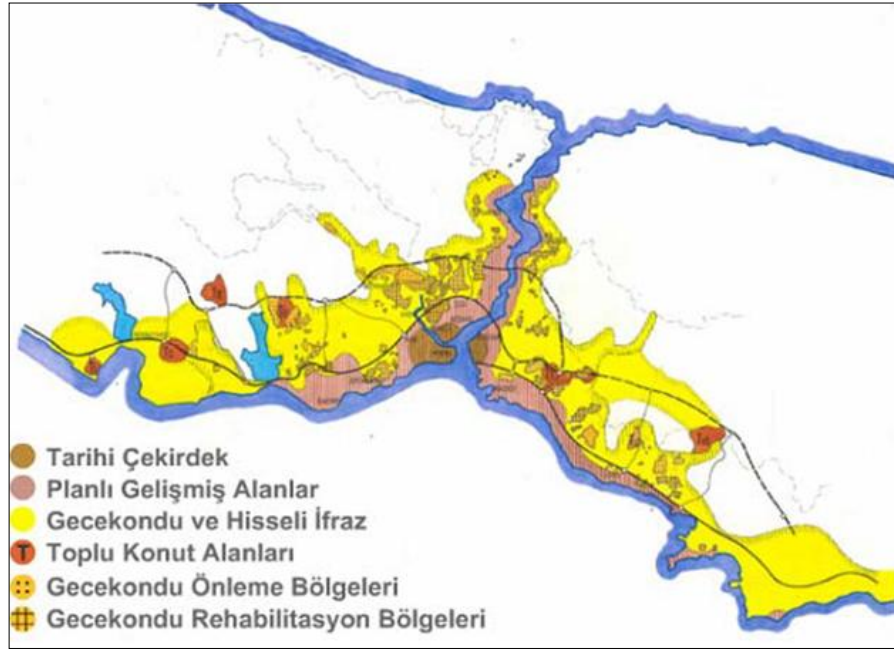 Tarihi Çekirdek
Planlı Gelişmiş Alanlar
Gecekondu ve Hisseli İfraz
T Toplu Konut Alanları
Gecekondu Önleme Bölgeleri
Gecekondu Rehabilitasyon Bölgeleri